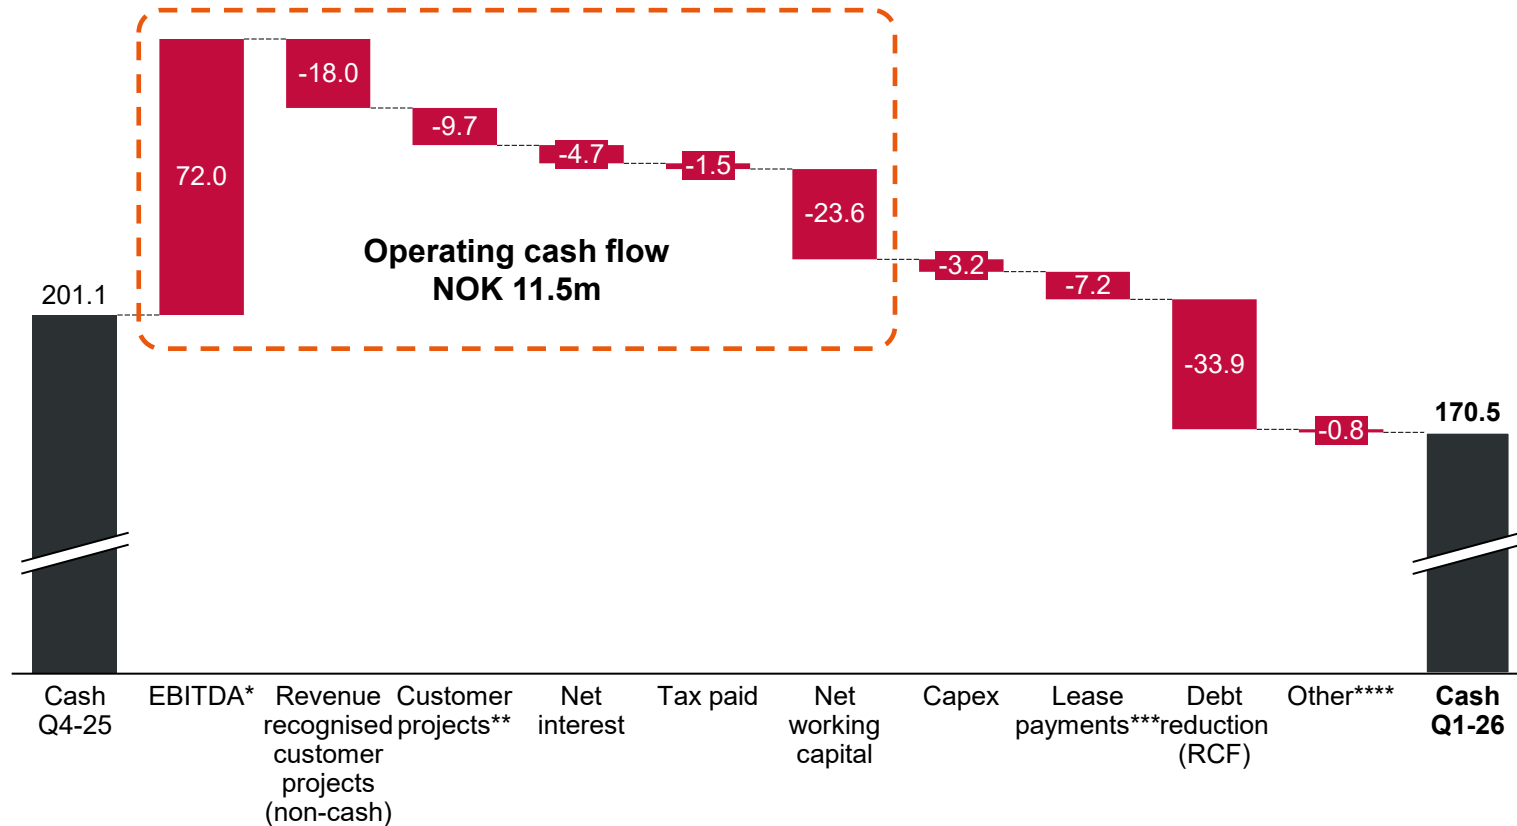 201.1
72.0
-18.0
-9.7
-4.7
-1.5
-23.6
-3.2
-7.2
-33.9
-0.8
170.5
Operating cash flow
NOK 11.5m
Cash
Q4-25
EBITDA*
Revenue
recognised
customer
projects
(non-cash)
Customer
projects**
Net
interest
Tax paid
Net
working
capital
Capex
Lease
payments***
Debt
reduction
(RCF)
Other****
Cash
Q1-26